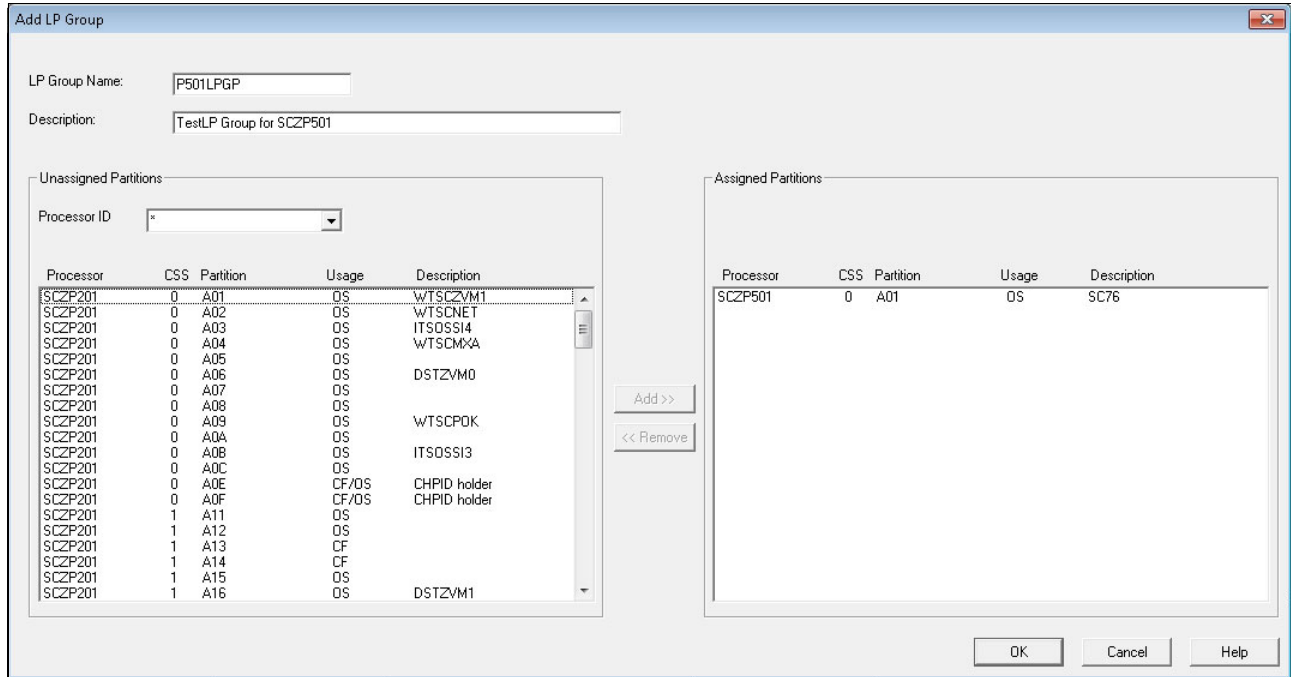 Add LP Group
LP Group Name: P501LPGP
Description: TestLP Group for SCZP501
Unassigned Partitions
Processor ID *
Processor CSS Partition Usage Description
SCZP201 0 A01 OS WTSCZVM1
SCZP201 0 A02 OS WTSCNET
SCZP201 0 A03 OS ITSOSSI4
SCZP201 0 A04 OS WTSCMXA
SCZP201 0 A05 OS
SCZP201 0 A06 OS DSTZVM0
SCZP201 0 A07 OS
SCZP201 0 A08 OS
SCZP201 0 A09 OS WTSCPOK
SCZP201 0 A0A OS
SCZP201 0 A0B OS ITSOSSI3
SCZP201 0 A0C OS
SCZP201 0 A0E CF/OS CHPID holder
SCZP201 0 A0F CF/OS CHPID holder
SCZP201 1 A11 OS
SCZP201 1 A12 OS
SCZP201 1 A13 CF
SCZP201 1 A14 CF
SCZP201 1 A15 OS
SCZP201 1 A16 OS DSTZVM1
Add >>
<< Remove
Assigned Partitions
Processor CSS Partition Usage Description
SCZP501 0 A01 OS SC76
OK Cancel Help